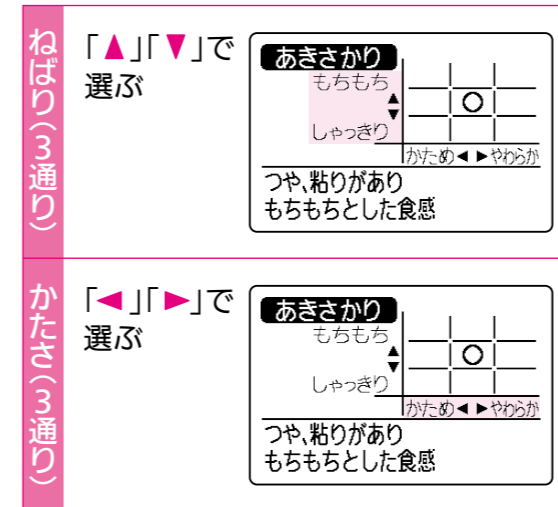 ねばり(3通り)
「▲」「▼」で
選ぶ
あきさかり
もちもち
▲
▼
しゃっきり
かため◀ ▶やわらか
つや、粘りがあり
もちもちとした食感
かたさ(3通り)
「◀」「▶」で
選ぶ
あきさかり
もちもち
▲
▼
しゃっきり
かため◀ ▶やわらか
つや、粘りがあり
もちもちとした食感